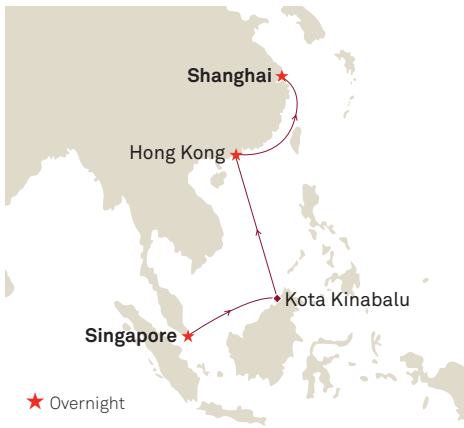 Shanghai
Hong Kong
Kota Kinabalu
Singapore
Overnight